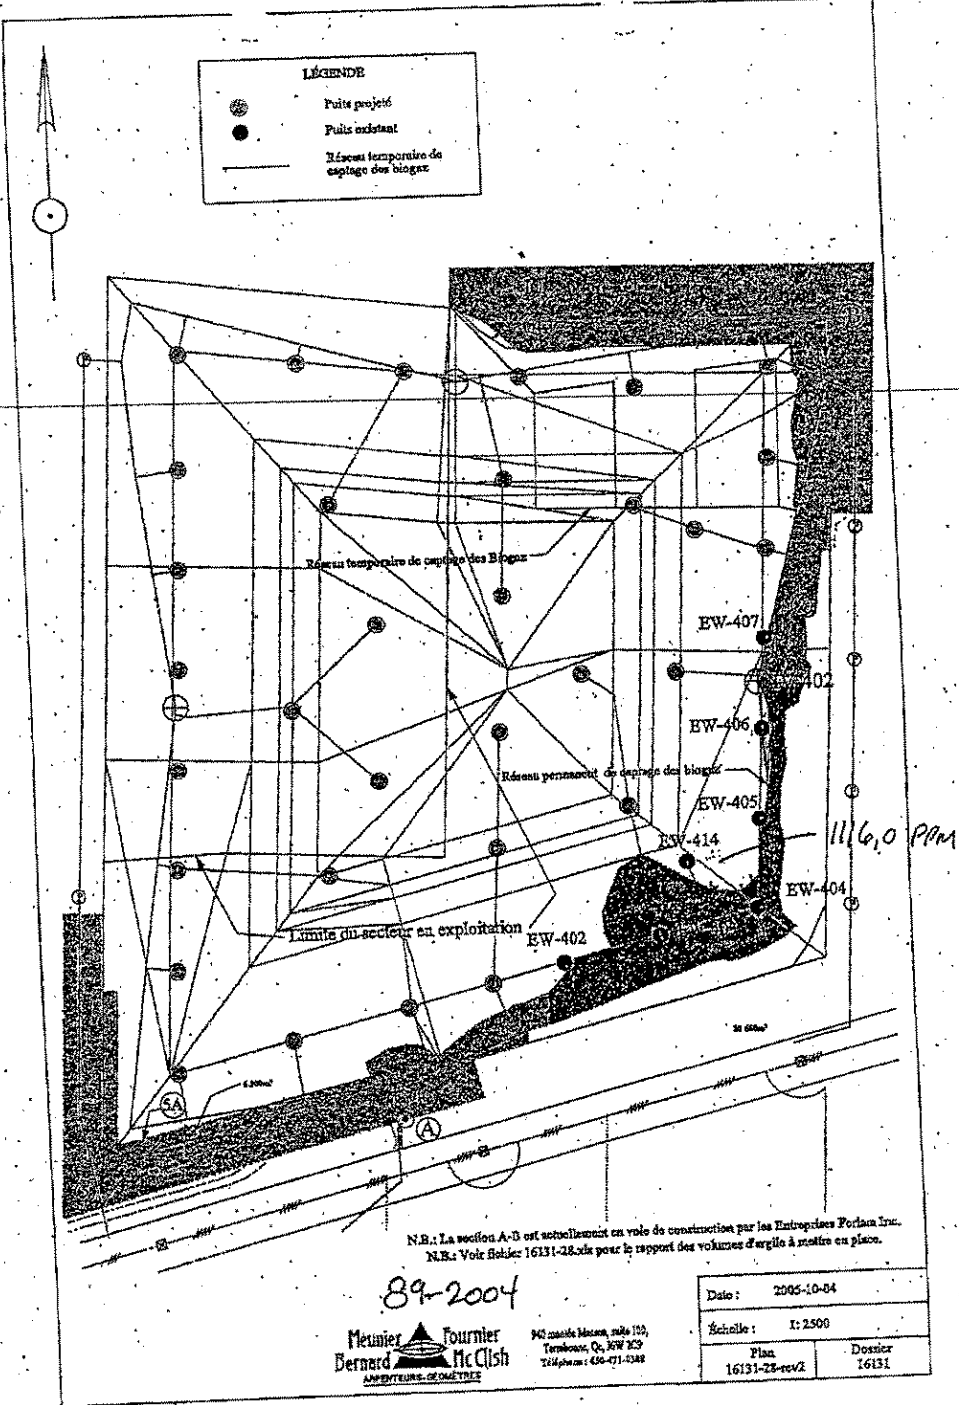 LÉGENDE
Puits projeté
Puits existant
Réseau temporaire de
captage des biogaz
Réseau temporaire de captage des Biogaz
EW-407
402
EW-406
Réseau permanent de captage des biogaz
EW-405
EW-414
1116,0 PPM
EW-404
Limite du secteur en exploitation
EW-402
5A
A
N.B.: La section A-B est actuellement en voie de construction par les Entreprises Forlam Inc.
N.B.: Voir fichier 16131-28.xls pour le rapport des volumes d'argile à mettre en place.
89-2004
Meunier Fournier
Bernard McClish
ARPENTEURS-GÉOMÈTRES
Date : 2005-10-04
Échelle : 1: 2500
Plan
16131-28-rev2
Dossier
16131